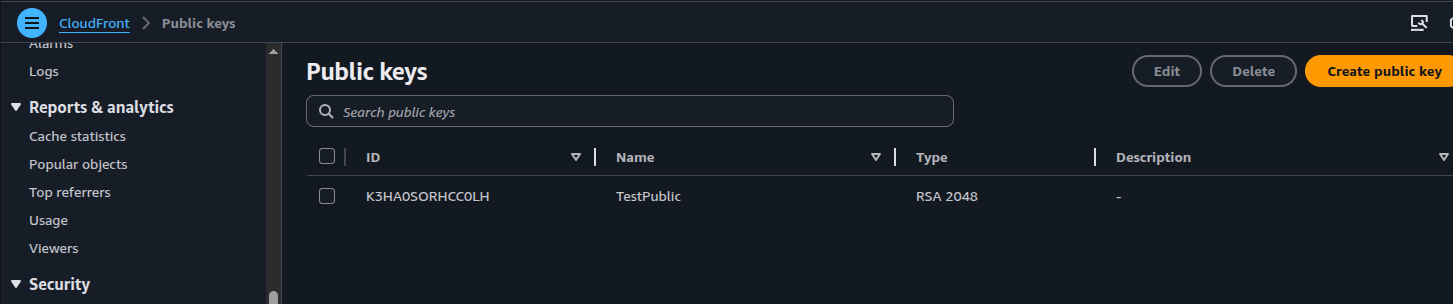 CloudFront > Public keys
Alarms
Logs
Reports & analytics
Cache statistics
Popular objects
Top referrers
Usage
Viewers
Security
Public keys
Edit Delete Create public key
Search public keys
ID Name Type Description
K3HA0SORHCC0LH TestPublic RSA 2048 -